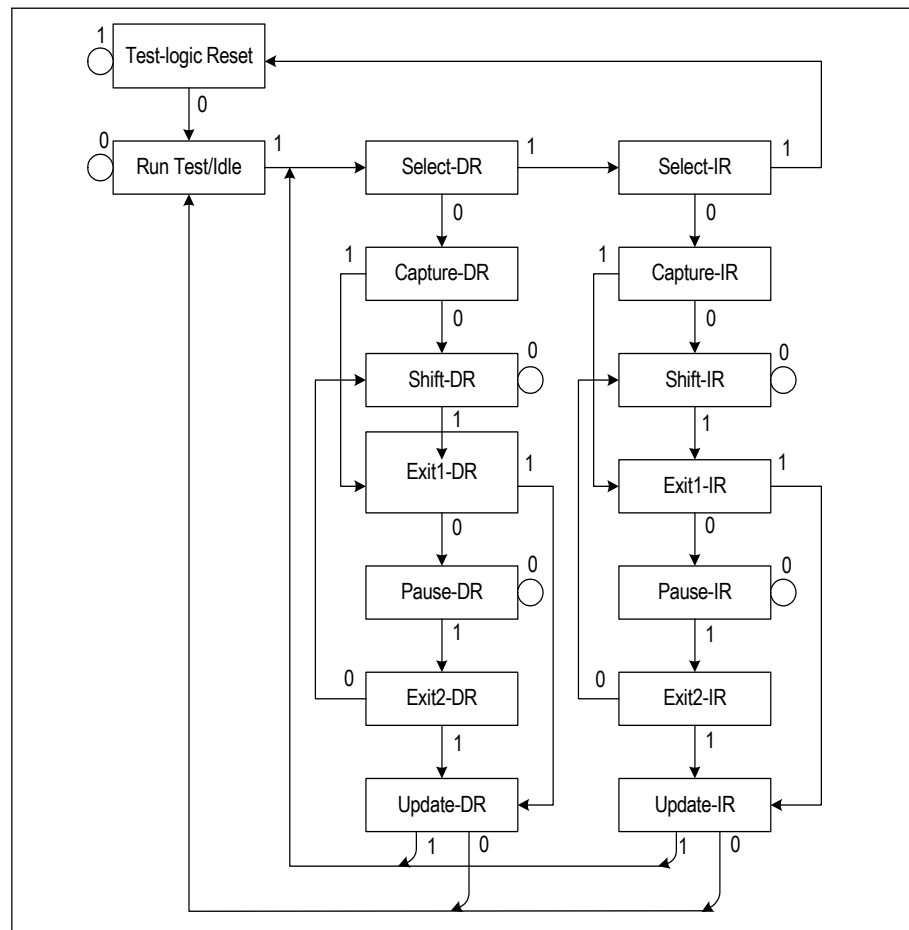 1
Test-logic Reset
0
0
Run Test/Idle
1
Select-DR
1
Select-IR
1
0
0
1
Capture-DR
1
Capture-IR
0
0
Shift-DR
0
Shift-IR
0
1
1
Exit1-DR
1
Exit1-IR
1
0
0
Pause-DR
0
Pause-IR
0
1
1
0
Exit2-DR
0
Exit2-IR
1
1
Update-DR
Update-IR
1
0
1
0